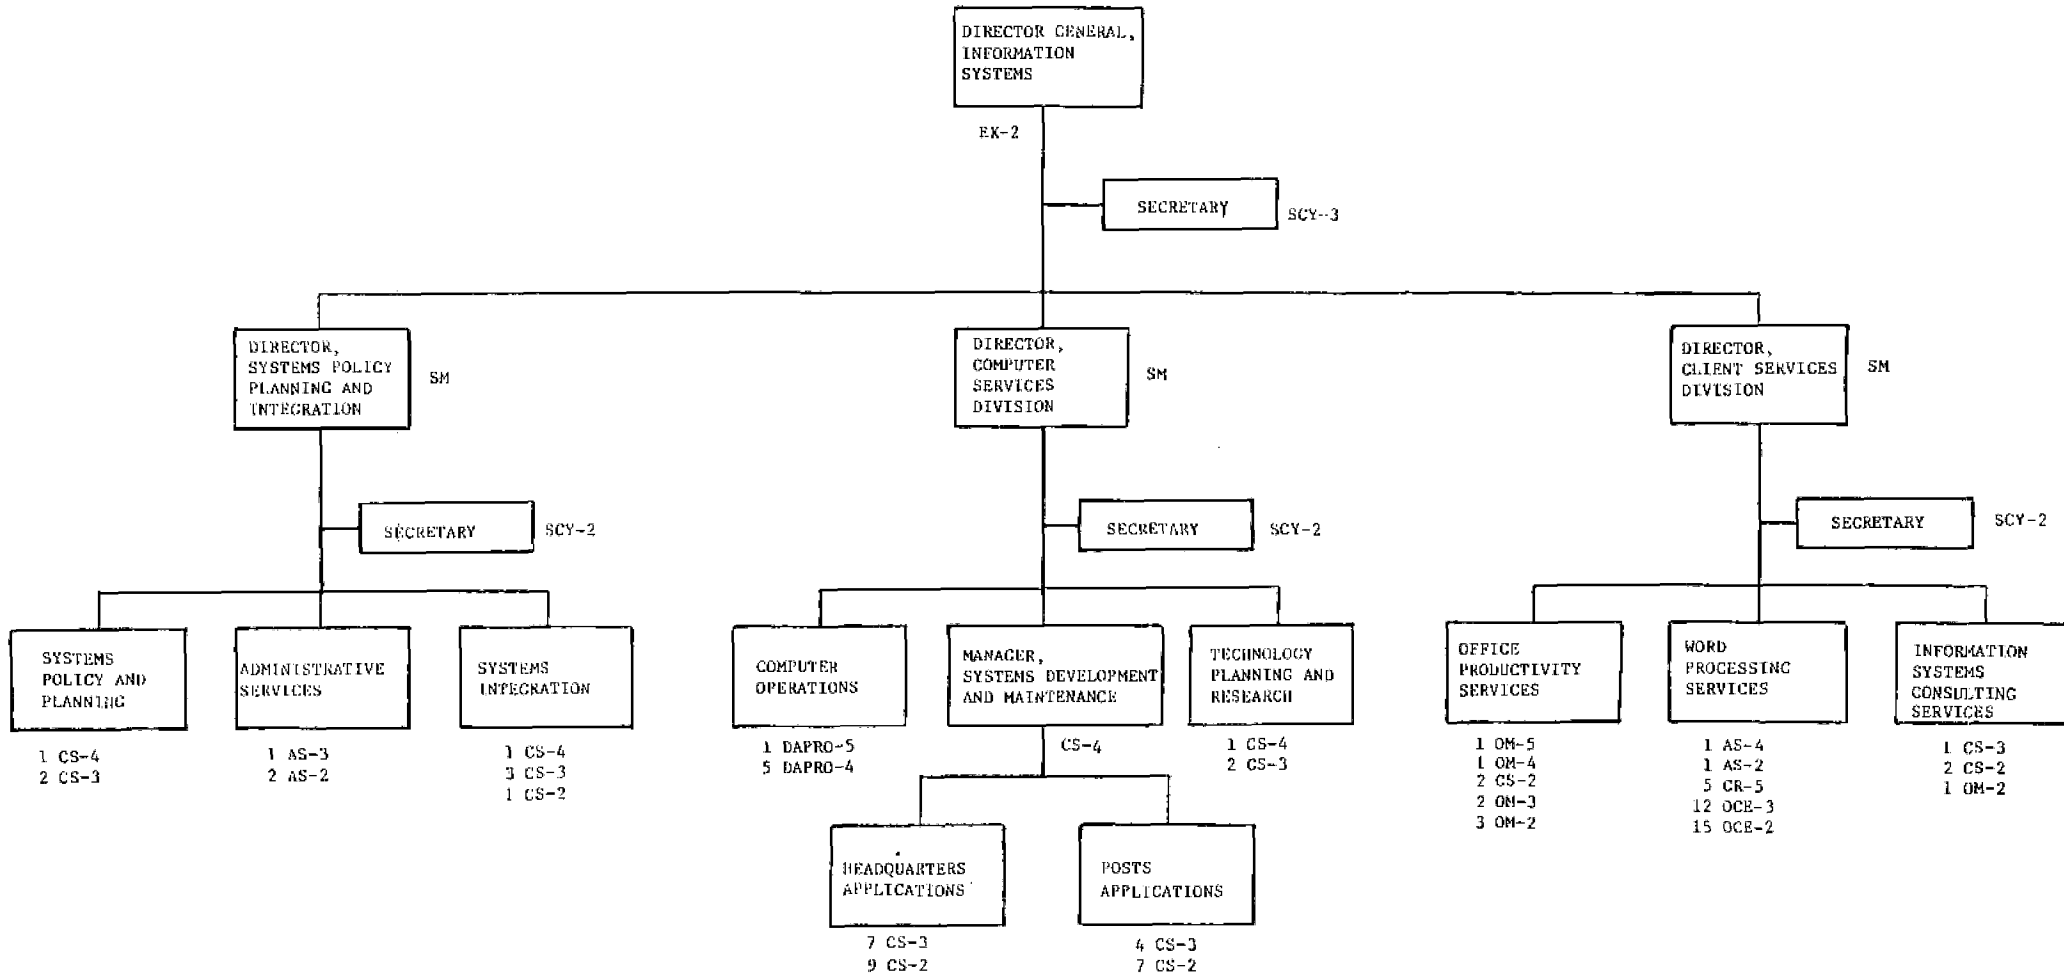 DIRECTOR GENERAL,
INFORMATION
SYSTEMS
EX-2
SECRETARY
SCY-3
DIRECTOR,
SYSTEMS POLICY
PLANNING AND
INTEGRATION
SM
DIRECTOR,
COMPUTER
SERVICES
DIVISION
SM
DIRECTOR,
CLIENT SERVICES
DIVISION
SM
SECRETARY
SCY-2
SECRETARY
SCY-2
SECRETARY
SCY-2
SYSTEMS
POLICY AND
PLANNING
1 CS-4
2 CS-3
ADMINISTRATIVE
SERVICES
1 AS-3
2 AS-2
SYSTEMS
INTEGRATION
1 CS-4
3 CS-3
1 CS-2
COMPUTER
OPERATIONS
1 DAPRO-5
5 DAPRO-4
MANAGER,
SYSTEMS DEVELOPMENT
AND MAINTENANCE
CS-4
TECHNOLOGY
PLANNING AND
RESEARCH
1 CS-4
2 CS-3
OFFICE
PRODUCTIVITY
SERVICES
1 OM-5
1 OM-4
2 CS-2
2 OM-3
3 OM-2
WORD
PROCESSING
SERVICES
1 AS-4
1 AS-2
5 CR-5
12 OCE-3
15 OCE-2
INFORMATION
SYSTEMS
CONSULTING
SERVICES
1 CS-3
2 CS-2
1 OM-2
HEADQUARTERS
APPLICATIONS
7 CS-3
9 CS-2
POSTS
APPLICATIONS
4 CS-3
7 CS-2